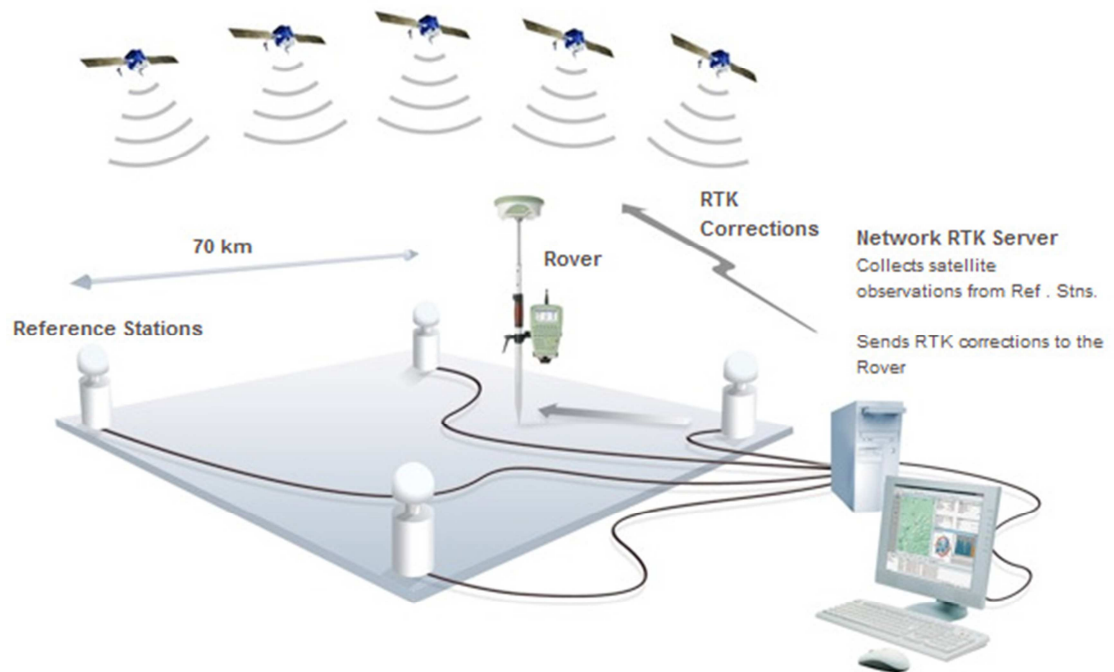 RTK
Corrections
70 km
Network RTK Server
Collects satellite
observations from Ref . Stns.
Rover
Reference Stations
Sends RTK corrections to the
Rover